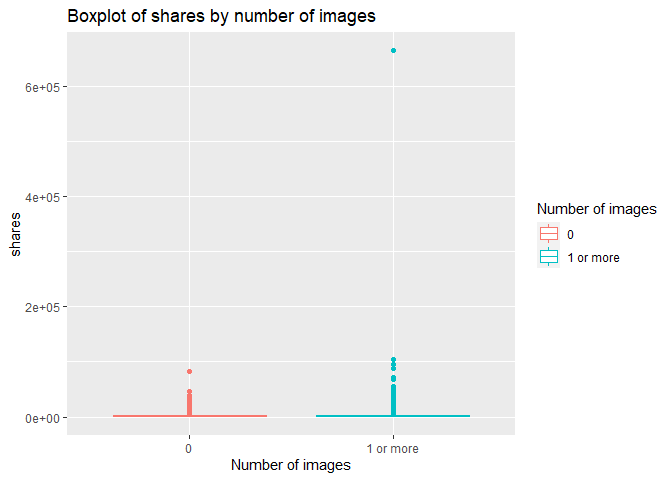 Boxplot of shares by number of images
6e+05
4e+05
2e+05
0e+00
shares
0
1 or more
Number of images
Number of images
0
1 or more